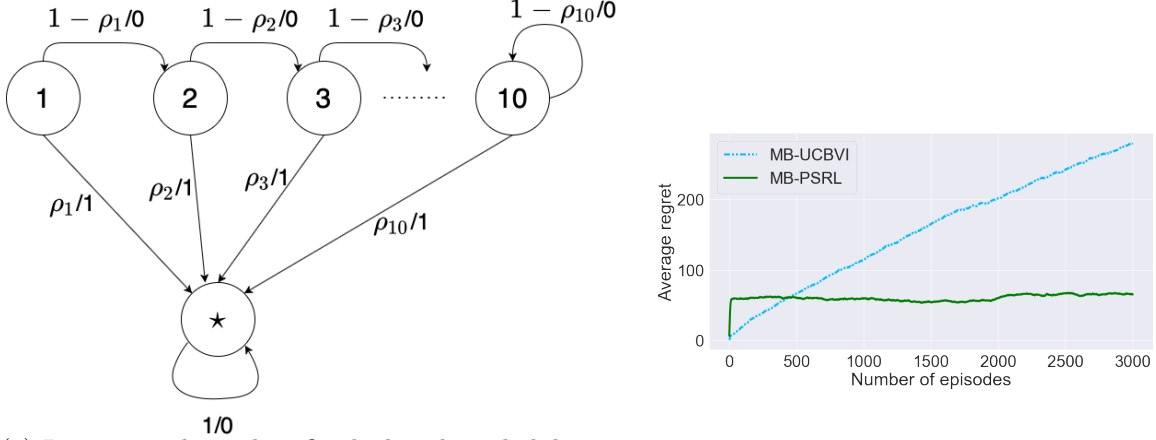 1 − ρ₁/0
1 − ρ₂/0
1 − ρ₃/0
1 − ρ₁₀/0
1
2
3
.........
10
ρ₁/1
ρ₂/1
ρ₃/1
ρ₁₀/1
⋆
1/0
MB-UCBVI
MB-PSRL
Average regret
200
100
0
0 500 1000 1500 2000 2500 3000
Number of episodes